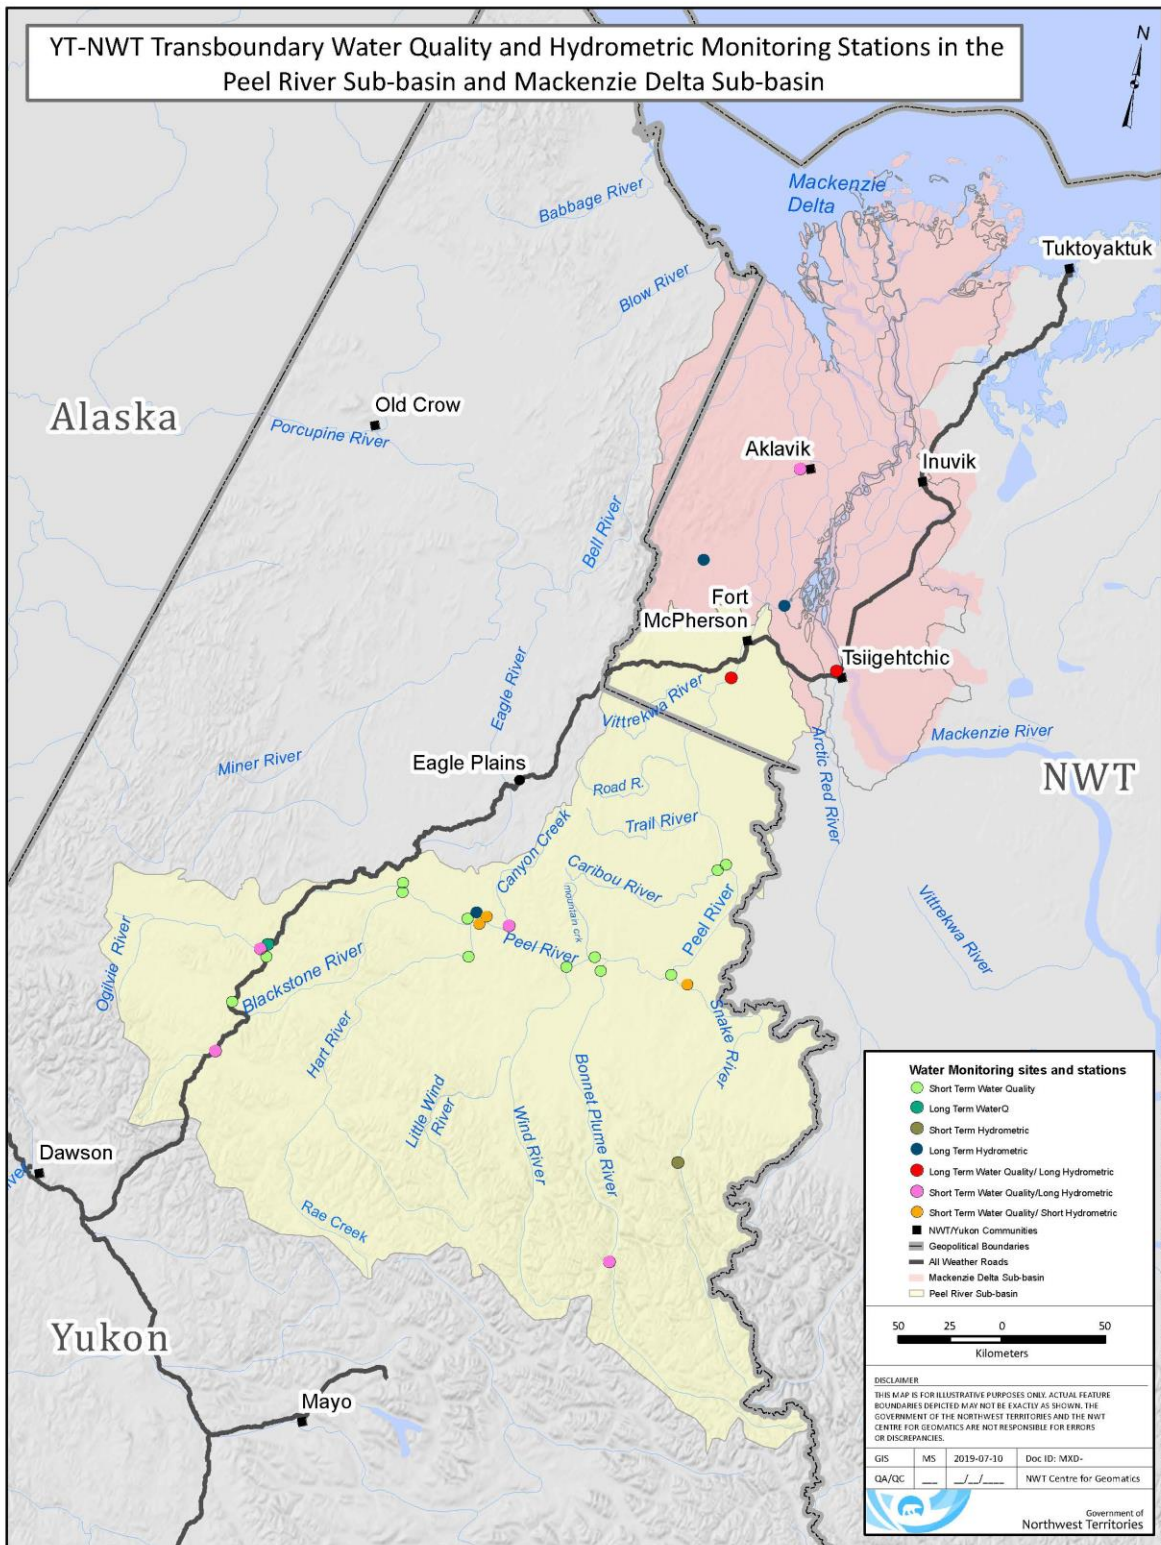 YT-NWT Transboundary Water Quality and Hydrometric Monitoring Stations in the
Peel River Sub-basin and Mackenzie Delta Sub-basin
N
Mackenzie
Delta
Babbage River
Tuktoyaktuk
Blow River
Alaska
Old Crow
Porcupine River
Aklavik
Inuvik
Bell River
Fort
McPherson
Tsiigehtchic
Eagle River
Vittrekwa River
Mackenzie River
Arctic Red River
Miner River
Eagle Plains
NWT
Road R.
Trail River
Canyon Creek
Caribou River
mountain crk
Peel River
Peel River
Vittrekwa River
Ogilvie River
Blackstone River
Snake River
Hart River
Little Wind
River
Wind River
Bonnet Plume River
Dawson
River
Rae Creek
Yukon
Mayo
Water Monitoring sites and stations
Short Term Water Quality
Long Term WaterQ
Short Term Hydrometric
Long Term Hydrometric
Long Term Water Quality/ Long Hydrometric
Short Term Water Quality/Long Hydrometric
Short Term Water Quality/ Short Hydrometric
NWT/Yukon Communities
Geopolitical Boundaries
All Weather Roads
Mackenzie Delta Sub-basin
Peel River Sub-basin
50 25 0 50
Kilometers
DISCLAIMER
THIS MAP IS FOR ILLUSTRATIVE PURPOSES ONLY. ACTUAL FEATURE
BOUNDARIES DEPICTED MAY NOT BE EXACTLY AS SHOWN. THE
GOVERNMENT OF THE NORTHWEST TERRITORIES AND THE NWT
CENTRE FOR GEOMATICS ARE NOT RESPONSIBLE FOR ERRORS
OR DISCREPANCIES.
GIS MS 2019-07-10 Doc ID: MXD-
QA/QC ___ __/__/____ NWT Centre for Geomatics
Government of
Northwest Territories